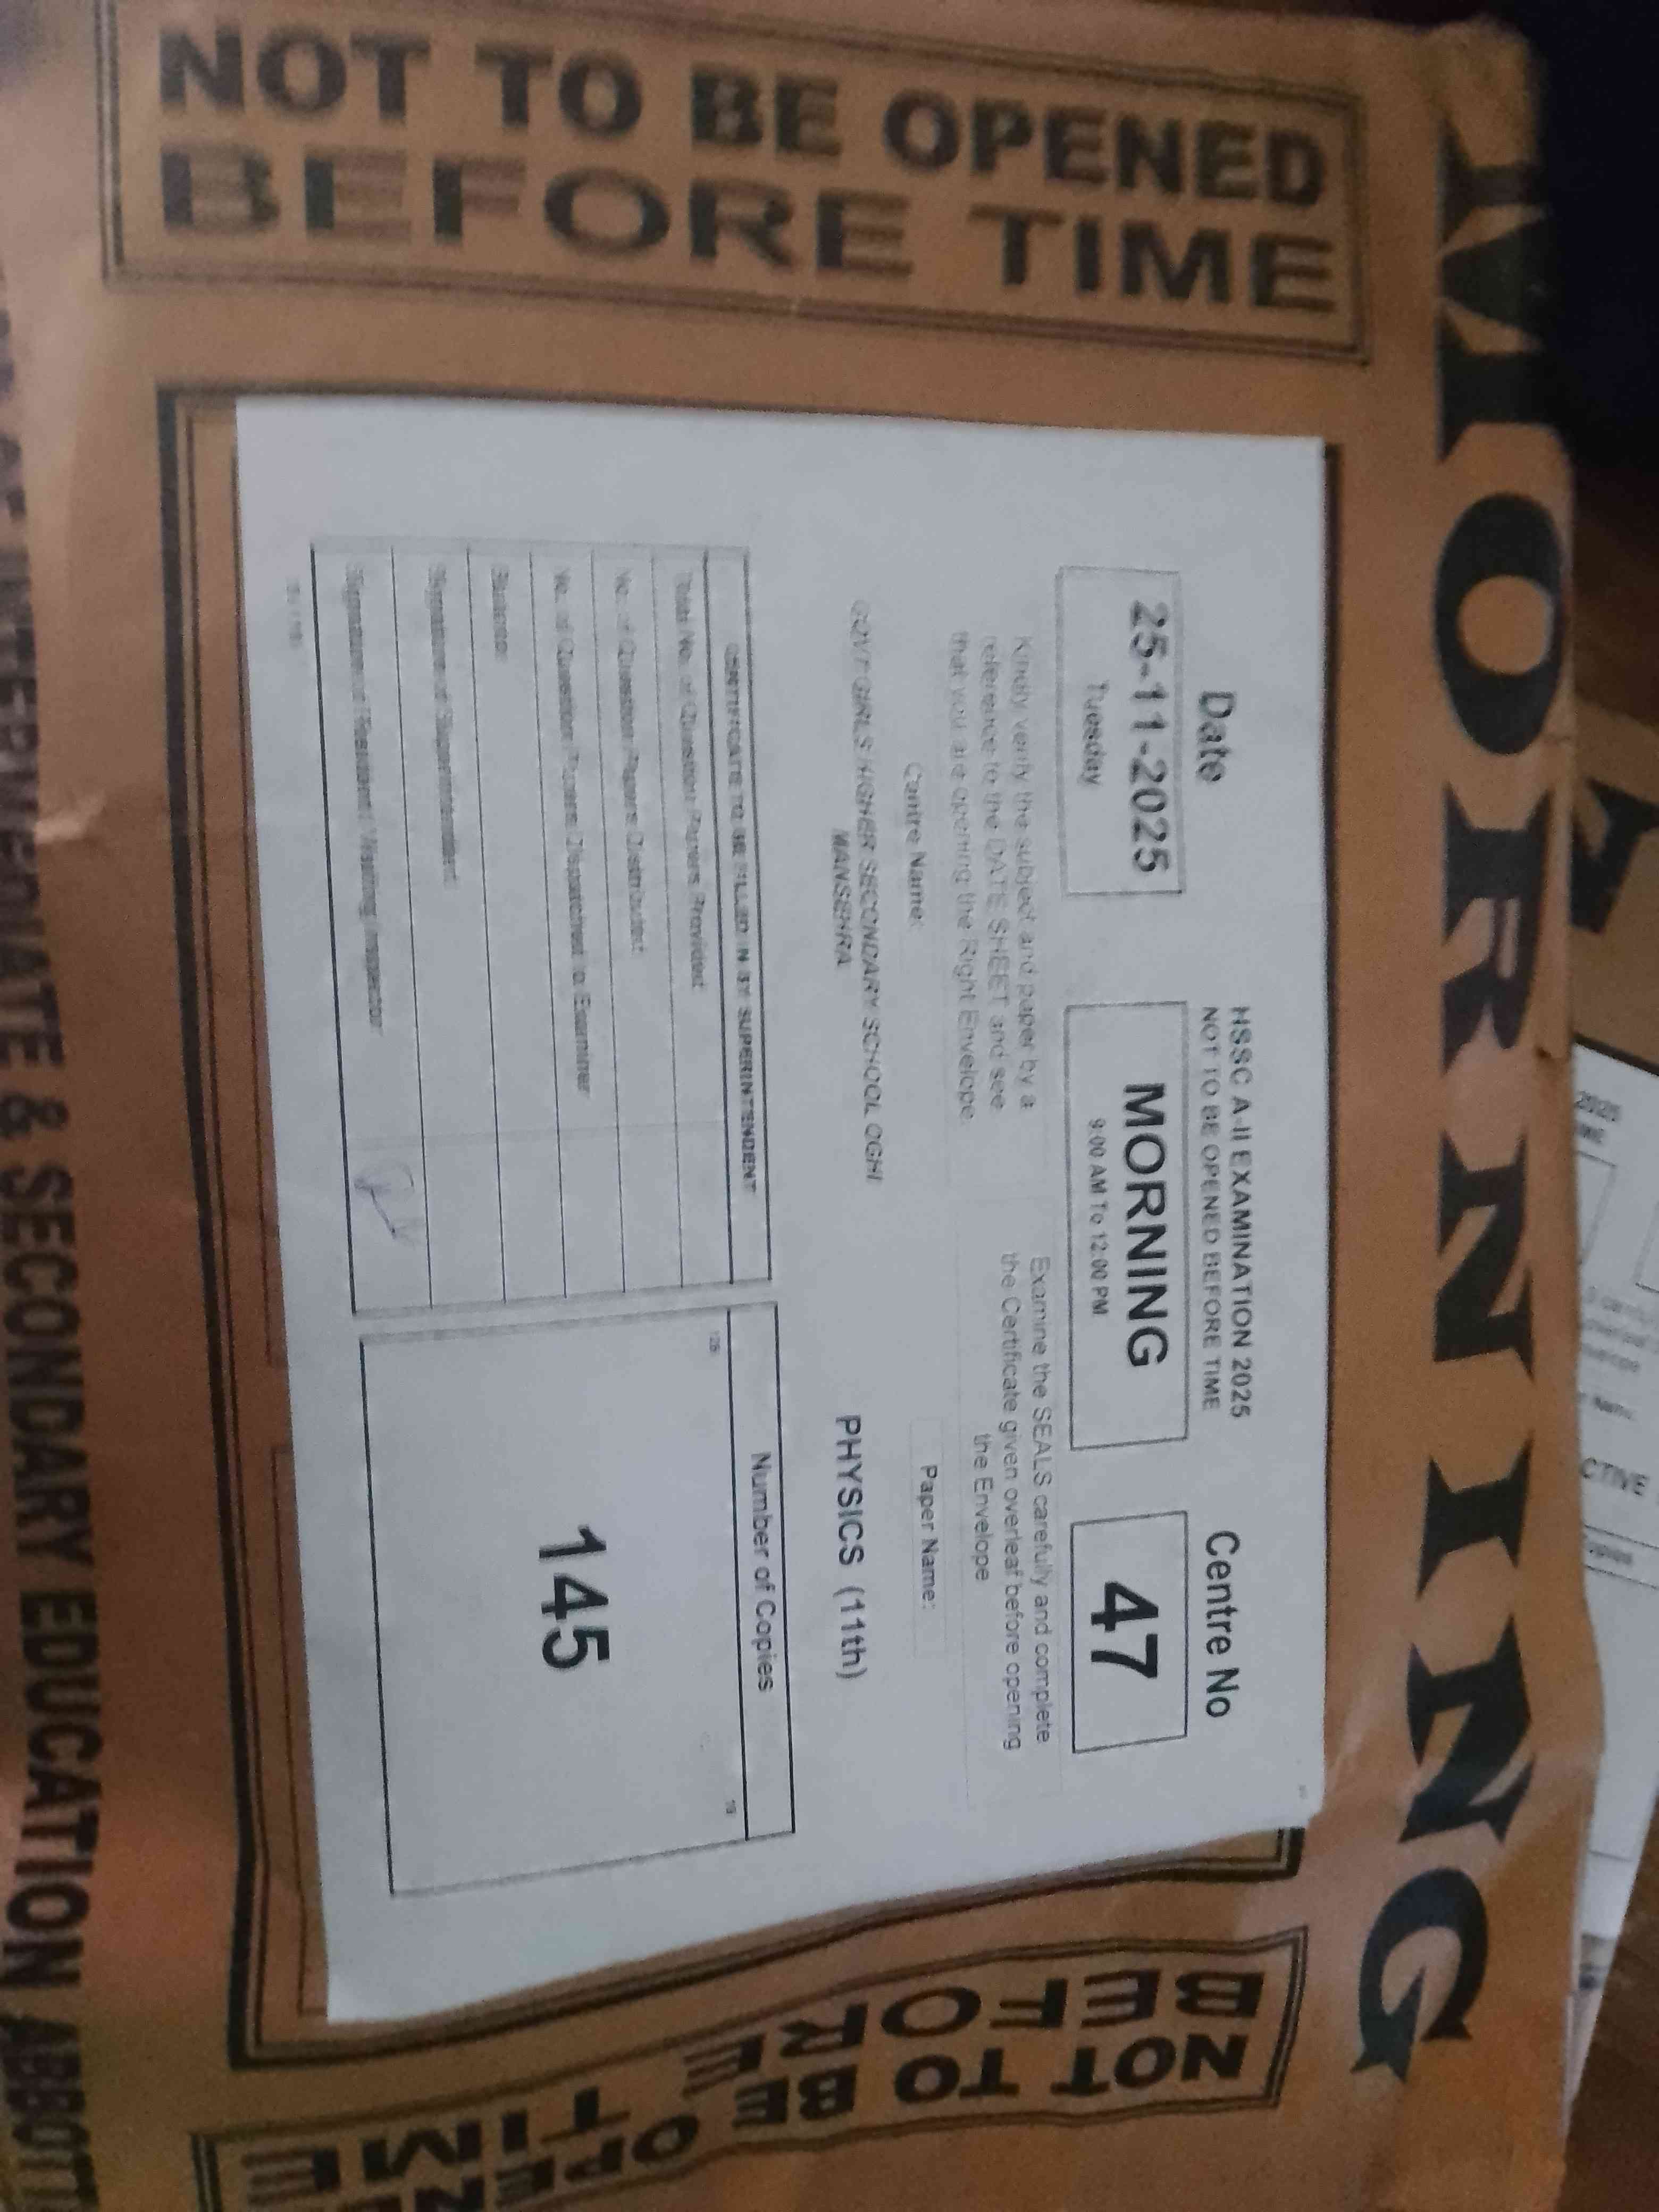 MORNING
NOT TO BE OPENED
BEFORE TIME
HSSC A-II EXAMINATION 2025
NOT TO BE OPENED BEFORE TIME
Date
25-11-2025
Tuesday
MORNING
9:00 AM To 12:00 PM
Centre No
47
Kindly verify the subject and paper by a
reference to the DATE SHEET and see
that you are opening the Right Envelope
Examine the SEALS carefully and complete
the Certificate given overleaf before opening
the Envelope
Centre Name:
GOVT GIRLS HIGHER SECONDARY SCHOOL OGHI
MANSEHRA
Paper Name:
PHYSICS (11th)
CERTIFICATE TO BE FILLED IN BY SUPERINTENDENT
Total No. of Question Papers Provided
No. of Question Papers Distributed
No. of Question Papers Dispatched to Examiner
Balance
Signature of Superintendent
Signature of Resident Visiting Inspector
Number of Copies
145
NOT TO BE OPENE
BEFORE TIME
INTERMEDIATE & SECONDARY EDUCATION ABBOTT
CTIVE